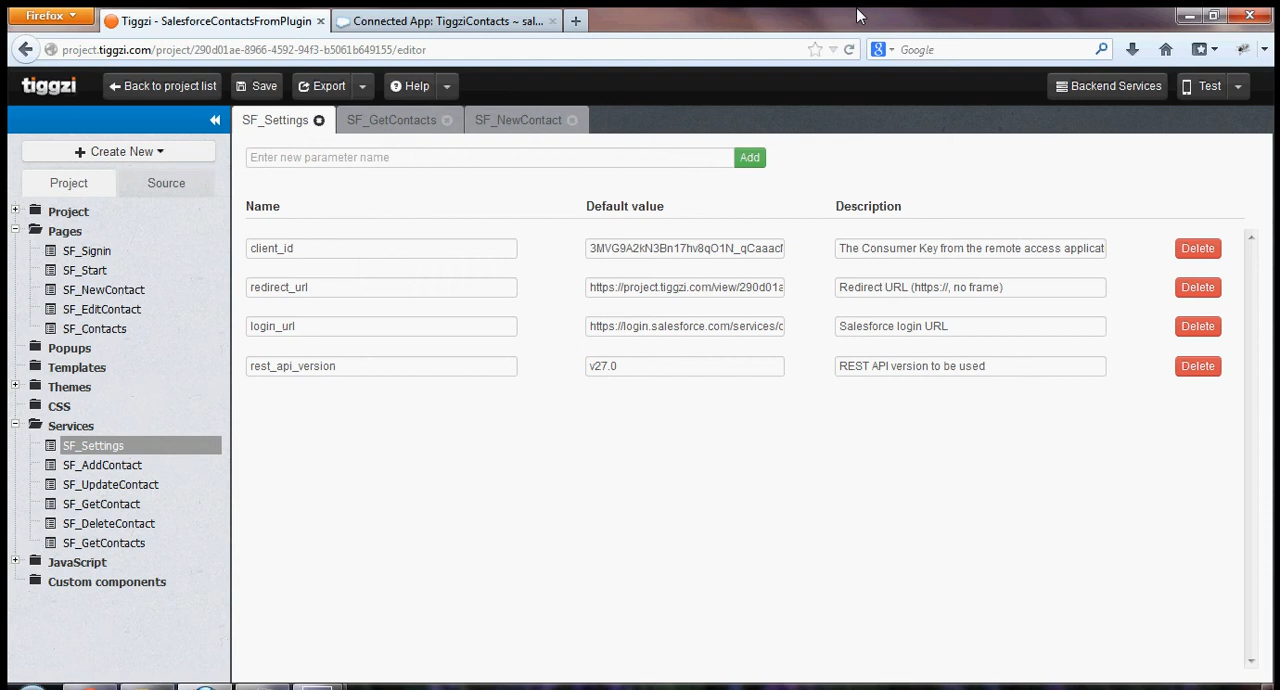 Firefox
Tiggzi - SalesforceContactsFromPlugin
Connected App: TiggziContacts ~ sal...
project.tiggzi.com/project/290d01ae-8966-4592-94f3-b5061b649155/editor
Google
tiggzi
Back to project list
Save
Export
Help
Backend Services
Test
SF_Settings
SF_GetContacts
SF_NewContact
Create New
Project
Source
Project
Pages
SF_Signin
SF_Start
SF_NewContact
SF_EditContact
SF_Contacts
Popups
Templates
Themes
CSS
Services
SF_Settings
SF_AddContact
SF_UpdateContact
SF_GetContact
SF_DeleteContact
SF_GetContacts
JavaScript
Custom components
Enter new parameter name
Add
Name Default value Description
client_id 3MVG9A2kN3Bn17hv8qO1N_qCaaacf The Consumer Key from the remote access applicat Delete
redirect_url https://project.tiggzi.com/view/290d01a Redirect URL (https://, no frame) Delete
login_url https://login.salesforce.com/services/c Salesforce login URL Delete
rest_api_version v27.0 REST API version to be used Delete